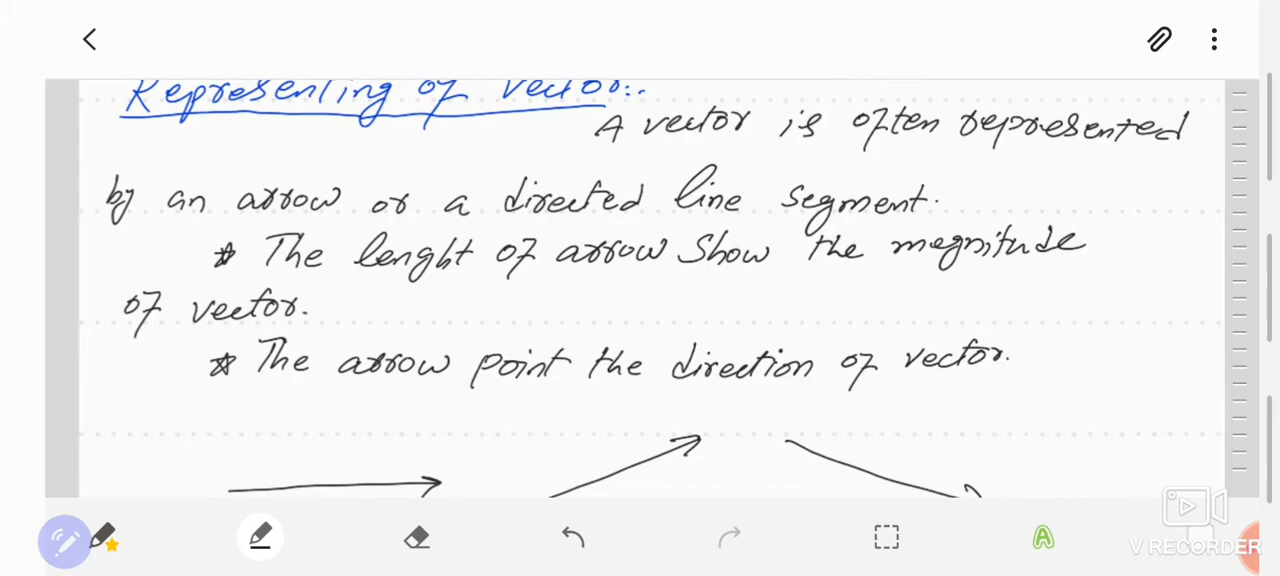 Representing of vector:.
A vector is often represented
by an arrow or a directed line segment.
* The lenght of arrow Show the megnitude
of vector.
* The arrow point the direction of vector.
A
V RECORDER